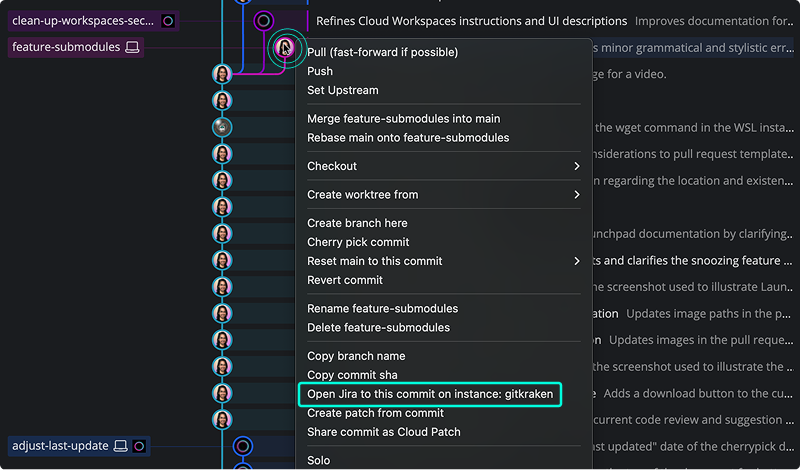 clean-up-workspaces-sec...
Refines Cloud Workspaces instructions and UI descriptions Improves documentation for..
feature-submodules
s minor grammatical and stylistic err...
Pull (fast-forward if possible)
Push
ge for a video.
Set Upstream
Merge feature-submodules into main
the wget command in the WSL insta...
Rebase main onto feature-submodules
nsiderations to pull request template..
Checkout
n regarding the location and existen..
Create worktree from
Create branch here
unchpad documentation by clarifying..
Cherry pick commit
Reset main to this commit
ts and clarifies the snoozing feature ...
Revert commit
he screenshot used to illustrate Laun..
Rename feature-submodules
ation Updates image paths in the p...
Delete feature-submodules
on Updates images in the pull reque..
Copy branch name
the screenshot used to illustrate the ..
Copy commit sha
Open Jira to this commit on instance: gitkraken
e Adds a download button to the cu...
Create patch from commit
current code review and suggestion ..
Share commit as Cloud Patch
adjust-last-update
ast updated" date of the cherrypick d...
Solo